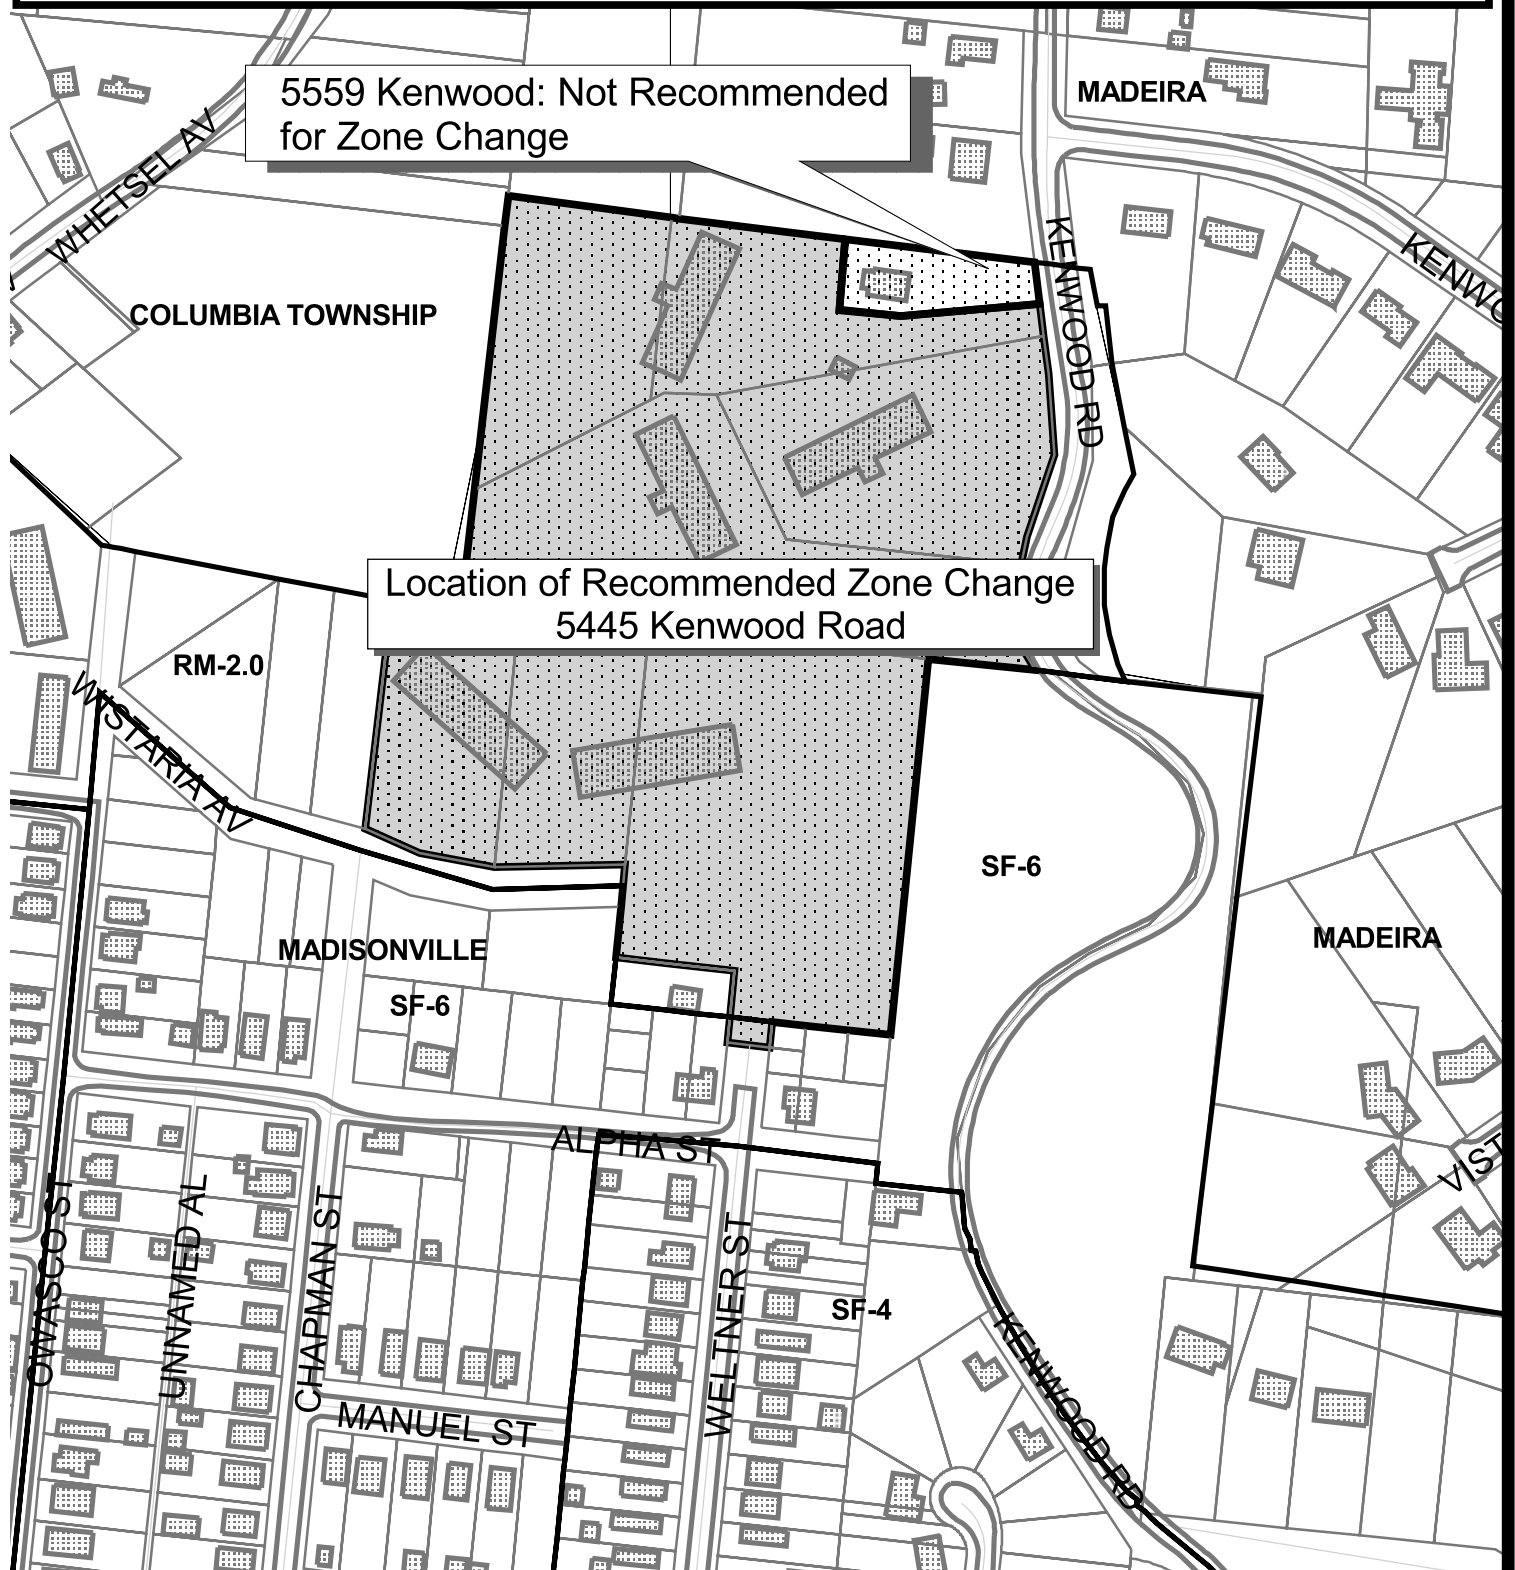 5559 Kenwood: Not Recommended
for Zone Change
MADEIRA
WHETSEL AV
KENWOOD RD
KENWO
COLUMBIA TOWNSHIP
Location of Recommended Zone Change
5445 Kenwood Road
RM-2.0
WISTARIA AV
SF-6
MADEIRA
MADISONVILLE
SF-6
ALPHA ST
VIST
OWASCO ST
UNNAMED AL
CHAPMAN ST
WELTNER ST
SF-4
KENWOOD RD
MANUEL ST